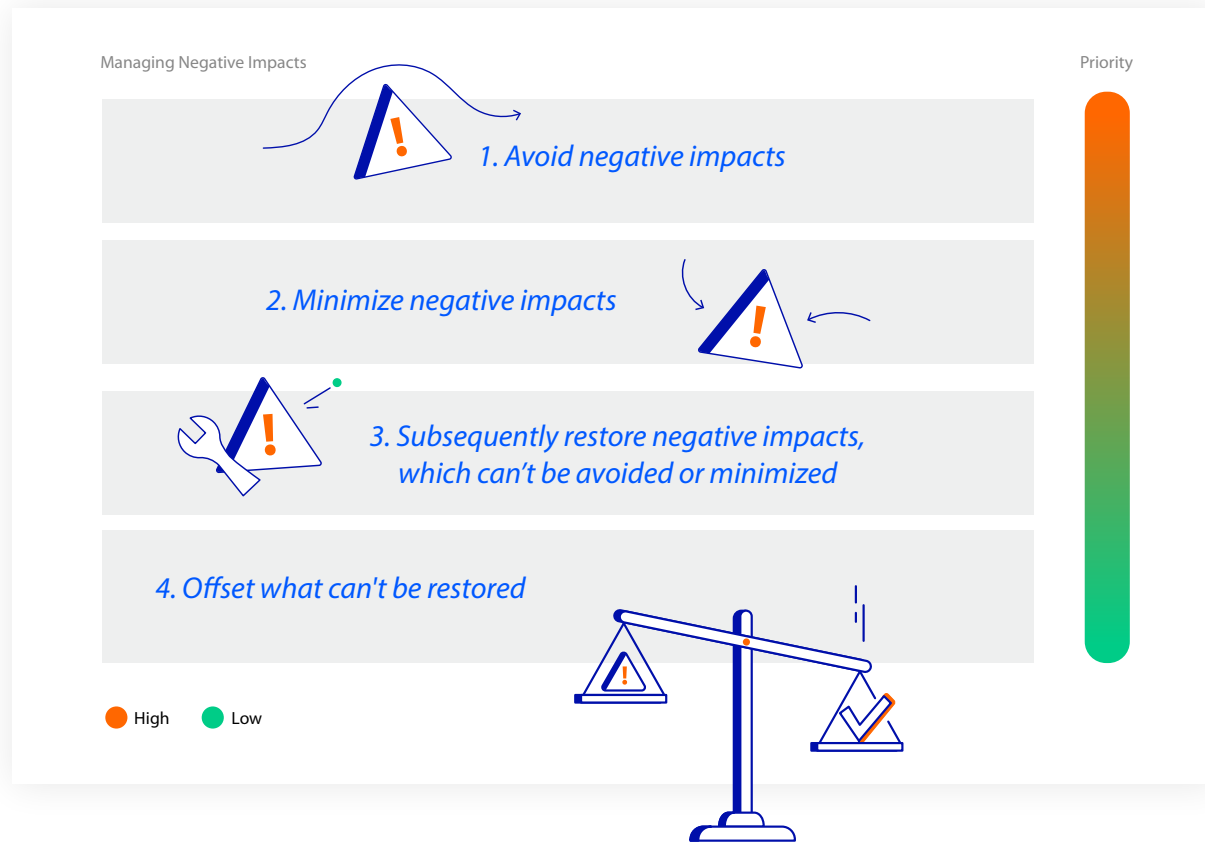 Managing Negative Impacts
Priority
1. Avoid negative impacts
2. Minimize negative impacts
3. Subsequently restore negative impacts,
which can’t be avoided or minimized
4. Offset what can't be restored
High
Low